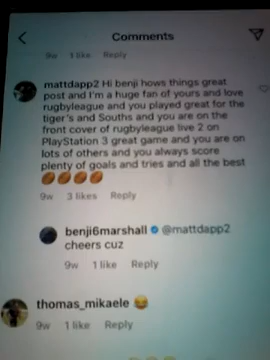 Comments
9w 1 like Reply
mattdapp2 Hi benji hows things great
post and I'm a huge fan of yours and love
rugbyleague and you played great for the
tiger's and Souths and you are on the
front cover of rugbyleague live 2 on
PlayStation 3 great game and you are on
lots of others and you always score
plenty of goals and tries and all the best
9w 3 likes Reply
benji6marshall @mattdapp2
cheers cuz
9w 1 like Reply
thomas_mikaele
9w 1 like Reply